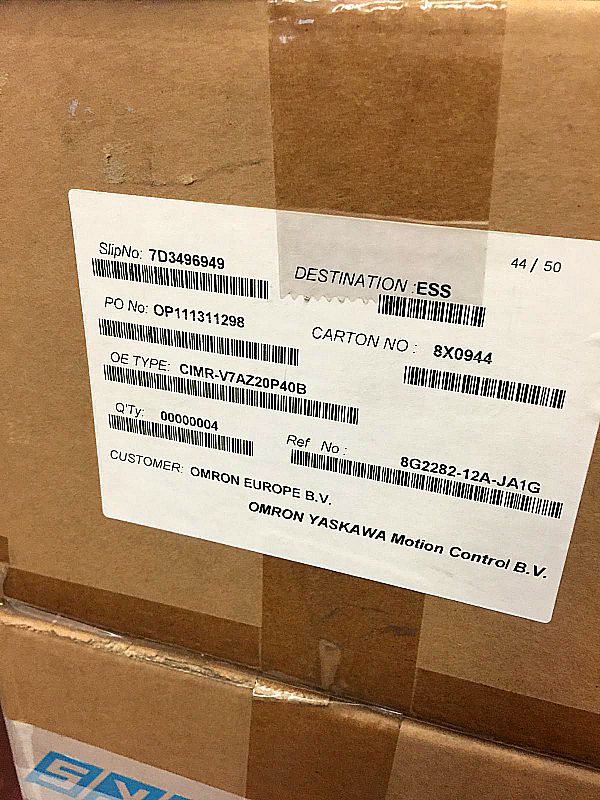 44 / 50
SlipNo: 7D3496949
DESTINATION : ESS
PO No: OP111311298
CARTON NO : 8X0944
OE TYPE: CIMR-V7AZ20P40B
Q'Ty: 00000004
Ref No : 8G2282-12A-JA1G
CUSTOMER: OMRON EUROPE B.V.
OMRON YASKAWA Motion Control B.V.